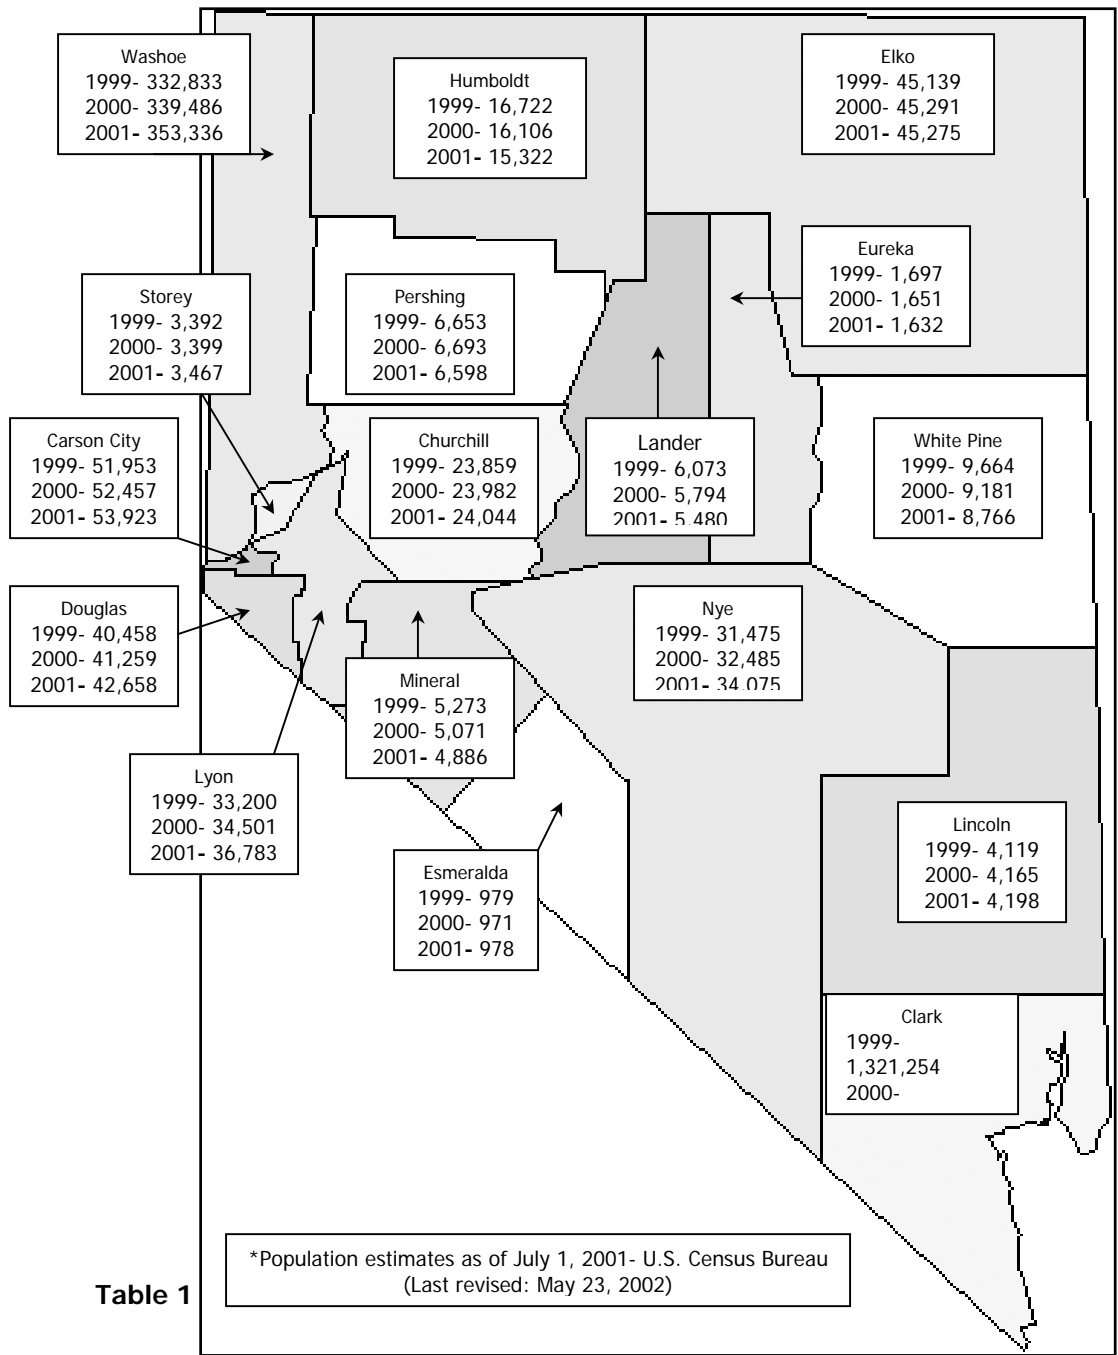 Washoe
1999- 332,833
2000- 339,486
2001- 353,336
Humboldt
1999- 16,722
2000- 16,106
2001- 15,322
Elko
1999- 45,139
2000- 45,291
2001- 45,275
Eureka
1999- 1,697
2000- 1,651
2001- 1,632
Storey
1999- 3,392
2000- 3,399
2001- 3,467
Pershing
1999- 6,653
2000- 6,693
2001- 6,598
Carson City
1999- 51,953
2000- 52,457
2001- 53,923
Churchill
1999- 23,859
2000- 23,982
2001- 24,044
Lander
1999- 6,073
2000- 5,794
2001- 5,480
White Pine
1999- 9,664
2000- 9,181
2001- 8,766
Douglas
1999- 40,458
2000- 41,259
2001- 42,658
Nye
1999- 31,475
2000- 32,485
2001- 34,075
Mineral
1999- 5,273
2000- 5,071
2001- 4,886
Lyon
1999- 33,200
2000- 34,501
2001- 36,783
Esmeralda
1999- 979
2000- 971
2001- 978
Lincoln
1999- 4,119
2000- 4,165
2001- 4,198
Clark
1999-
1,321,254
2000-
*Population estimates as of July 1, 2001- U.S. Census Bureau
(Last revised: May 23, 2002)
Table 1